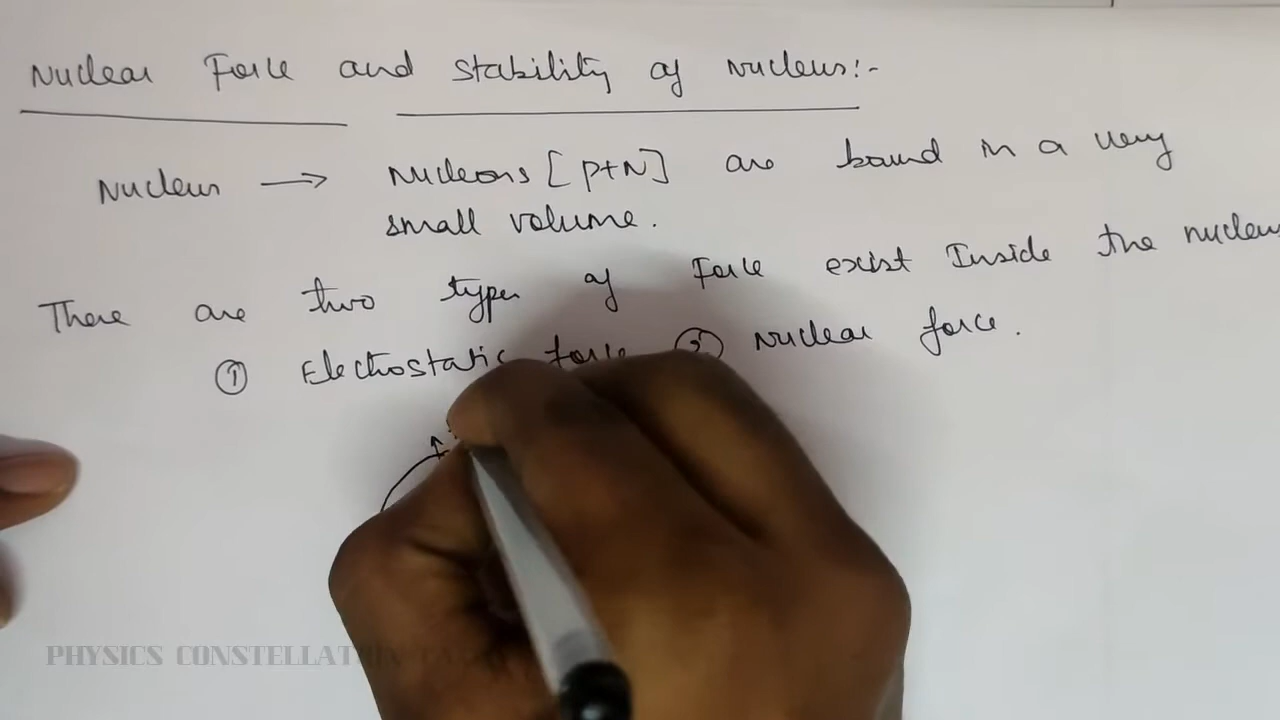 Nuclear Force and stability of nucleus:-
Nucleus → Nucleons [P+N] are bound in a very
small volume.
There are two types of Force exist Inside the nucleus
① Electrostatic force ② Nuclear force.
PHYSICS CONSTELLATION